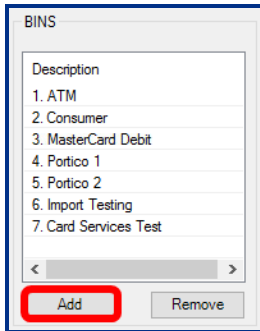 BINS
Description
1. ATM
2. Consumer
3. MasterCard Debit
4. Portico 1
5. Portico 2
6. Import Testing
7. Card Services Test
Add Remove